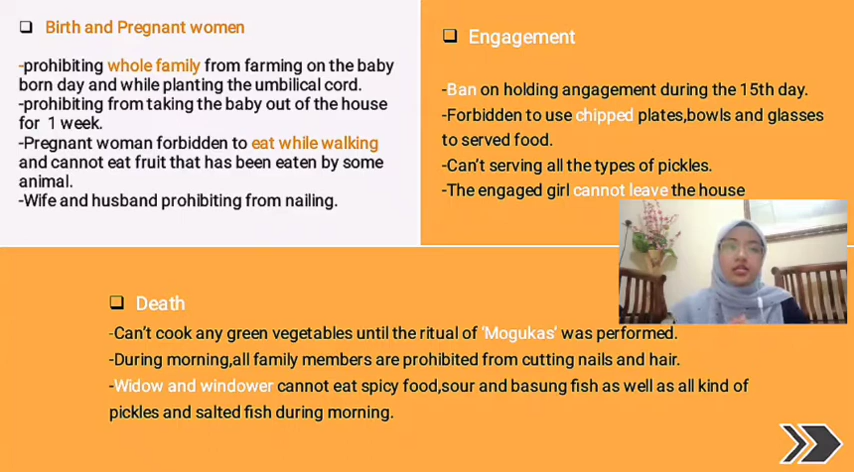 Birth and Pregnant women
-prohibiting whole family from farming on the baby
born day and while planting the umbilical cord.
-prohibiting from taking the baby out of the house
for 1 week.
-Pregnant woman forbidden to eat while walking
and cannot eat fruit that has been eaten by some
animal.
-Wife and husband prohibiting from nailing.
Engagement
-Ban on holding angagement during the 15th day.
-Forbidden to use chipped plates,bowls and glasses
to served food.
-Can't serving all the types of pickles.
-The engaged girl cannot leave the house
Death
-Can't cook any green vegetables until the ritual of 'Mogukas' was performed.
-During morning,all family members are prohibited from cutting nails and hair.
-Widow and windower cannot eat spicy food,sour and basung fish as well as all kind of
pickles and salted fish during morning.